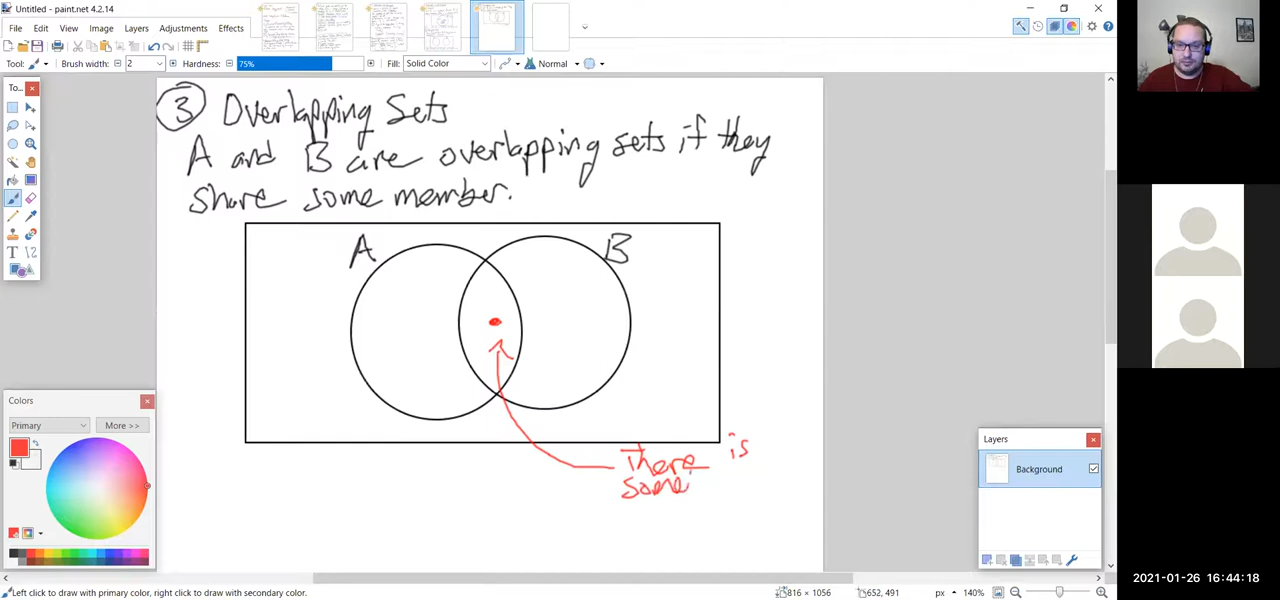 Untitled - paint.net 4.2.14
File Edit View Image Layers Adjustments Effects
Tool: Brush width: 2 Hardness: 75% Fill: Solid Color Normal
To...
③ Overlapping Sets
A and B are overlapping sets if they
share some member.
A B
There is
some
Colors
Primary More >>
Layers
Background
Left click to draw with primary color, right click to draw with secondary color.
816 x 1056 652, 491 px 140%
2021-01-26 16:44:18